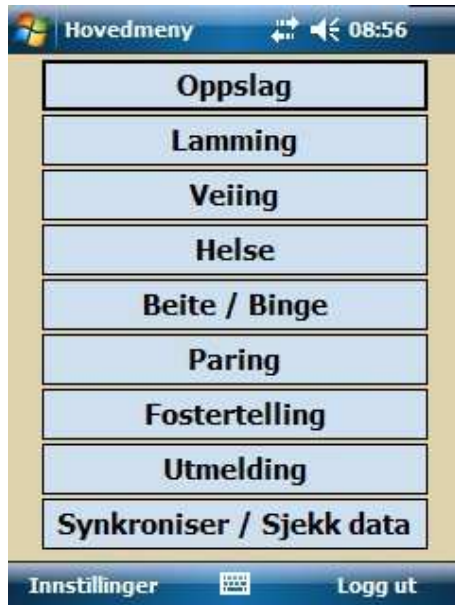 Hovedmeny 08:56
Oppslag
Lamming
Veiing
Helse
Beite / Binge
Paring
Fostertelling
Utmelding
Synkroniser / Sjekk data
Innstillinger Logg ut